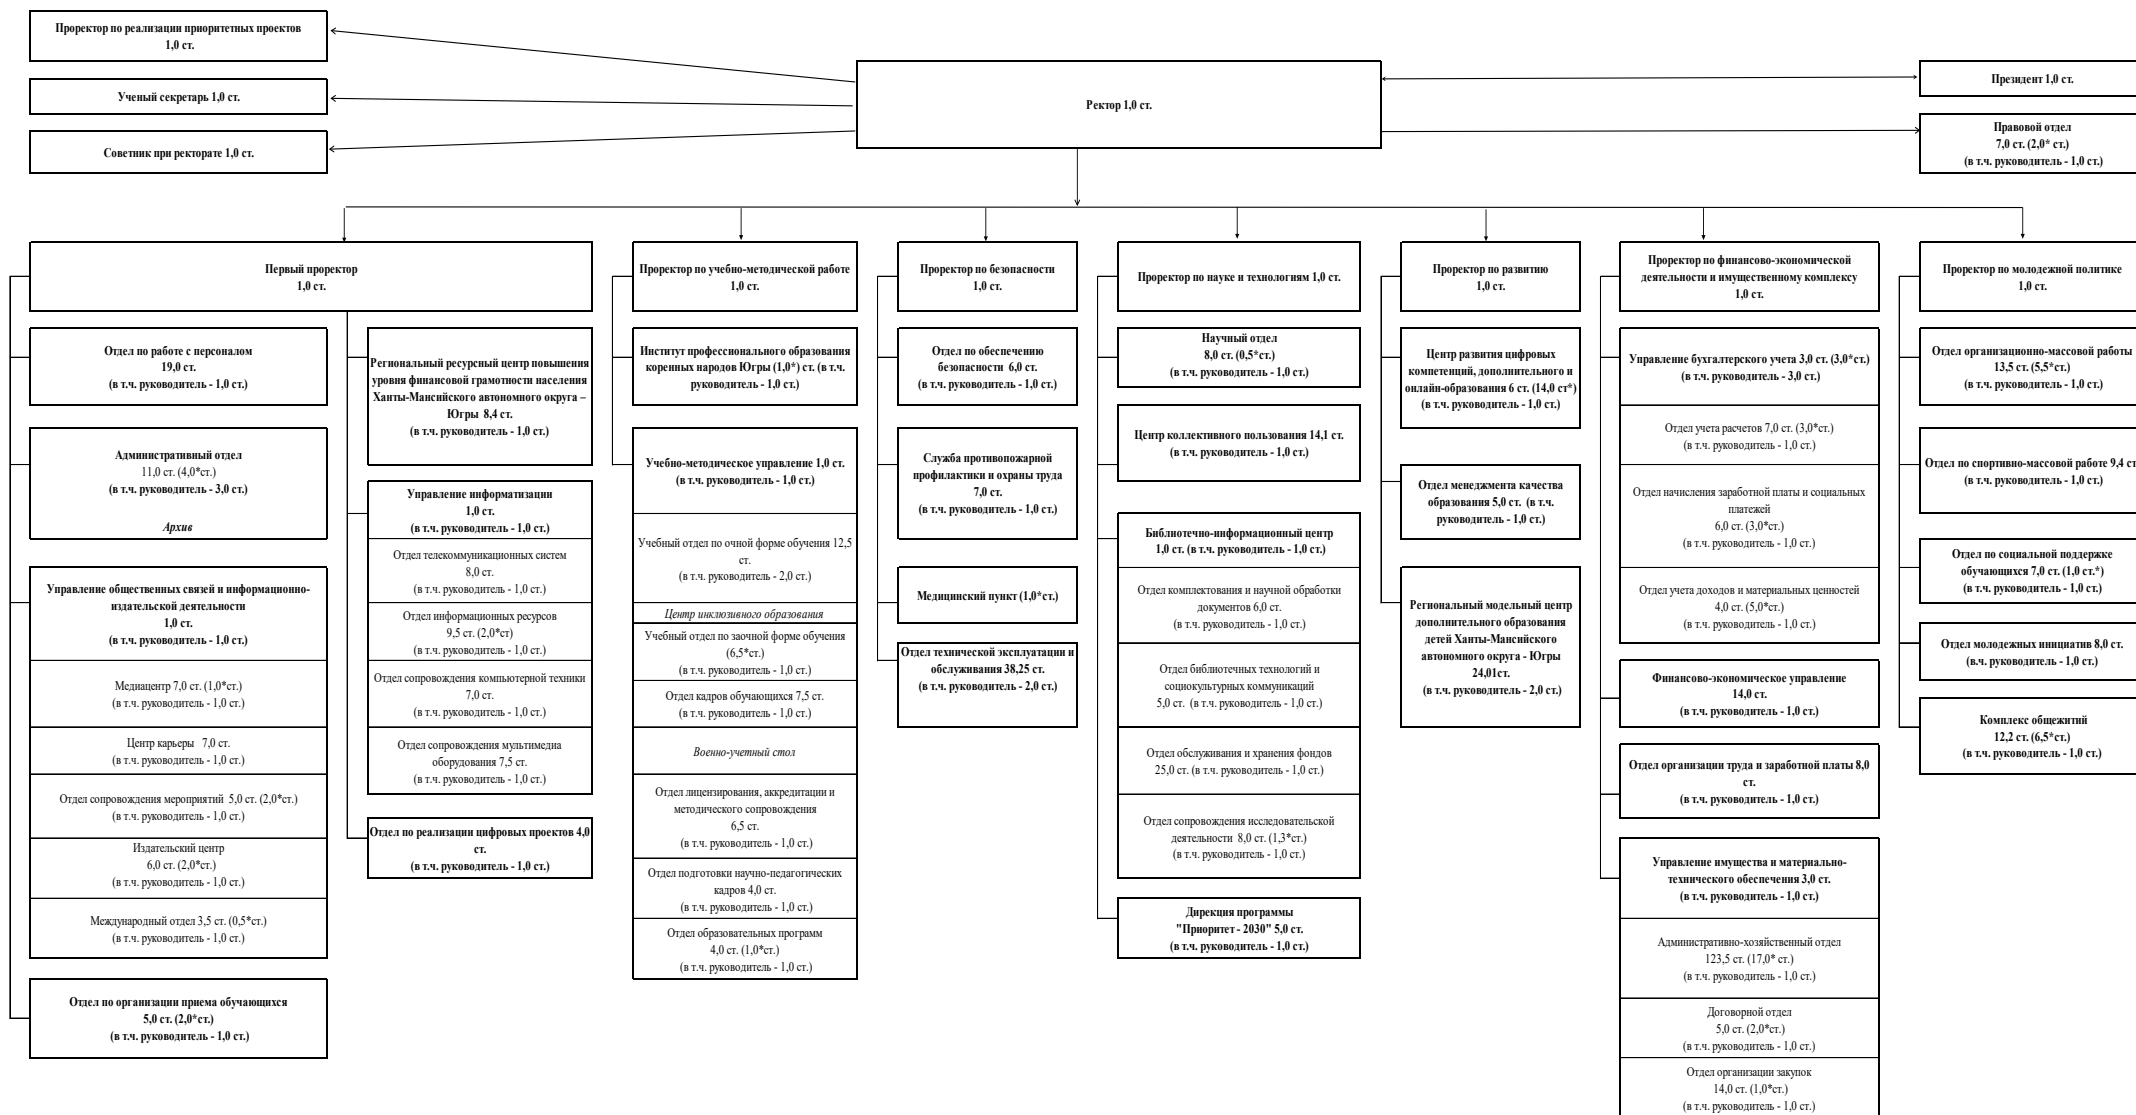 Проректор по реализации приоритетных проектов
1,0 ст.
Ученый секретарь 1,0 ст.
Советник при ректорате 1,0 ст.
Ректор 1,0 ст.
Президент 1,0 ст.
Правовой отдел
7,0 ст. (2,0* ст.)
(в т.ч. руководитель - 1,0 ст.)
Первый проректор
1,0 ст.
Отдел по работе с персоналом
19,0 ст.
(в т.ч. руководитель - 1,0 ст.)
Административный отдел
11,0 ст. (4,0*ст.)
(в т.ч. руководитель - 3,0 ст.)
Архив
Управление общественных связей и информационно-
издательской деятельности
1,0 ст.
(в т.ч. руководитель - 1,0 ст.)
Медиацентр 7,0 ст. (1,0*ст.)
(в т.ч. руководитель - 1,0 ст.)
Центр карьеры 7,0 ст.
(в т.ч. руководитель - 1,0 ст.)
Отдел сопровождения мероприятий 5,0 ст. (2,0*ст.)
(в т.ч. руководитель - 1,0 ст.)
Издательский центр
6,0 ст. (2,0*ст.)
(в т.ч. руководитель - 1,0 ст.)
Международный отдел 3,5 ст. (0,5*ст.)
(в т.ч. руководитель - 1,0 ст.)
Отдел по организации приема обучающихся
5,0 ст. (2,0*ст.)
(в т.ч. руководитель - 1,0 ст.)
Региональный ресурсный центр повышения
уровня финансовой грамотности населения
Ханты-Мансийского автономного округа –
Югры 8,4 ст.
(в т.ч. руководитель - 1,0 ст.)
Управление информатизации
1,0 ст.
(в т.ч. руководитель - 1,0 ст.)
Отдел телекоммуникационных систем
8,0 ст.
(в т.ч. руководитель - 1,0 ст.)
Отдел информационных ресурсов
9,5 ст. (2,0*ст)
(в т.ч. руководитель - 1,0 ст.)
Отдел сопровождения компьютерной техники
7,0 ст.
(в т.ч. руководитель - 1,0 ст.)
Отдел сопровождения мультимедиа
оборудования 7,5 ст.
(в т.ч. руководитель - 1,0 ст.)
Отдел по реализации цифровых проектов 4,0
ст.
(в т.ч. руководитель - 1,0 ст.)
Проректор по учебно-методической работе
1,0 ст.
Институт профессионального образования
коренных народов Югры (1,0*) ст. (в т.ч.
руководитель - 1,0 ст.)
Учебно-методическое управление 1,0 ст.
(в т.ч. руководитель - 1,0 ст.)
Учебный отдел по очной форме обучения 12,5
ст.
(в т.ч. руководитель - 2,0 ст.)
Центр инклюзивного образования
Учебный отдел по заочной форме обучения
(6,5*ст.)
(в т.ч. руководитель - 1,0 ст.)
Отдел кадров обучающихся 7,5 ст.
(в т.ч. руководитель - 1,0 ст.)
Военно-учетный стол
Отдел лицензирования, аккредитации и
методического сопровождения
6,5 ст.
(в т.ч. руководитель - 1,0 ст.)
Отдел подготовки научно-педагогических
кадров 4,0 ст.
(в т.ч. руководитель - 1,0 ст.)
Отдел образовательных программ
4,0 ст. (1,0*ст.)
(в т.ч. руководитель - 1,0 ст.)
Проректор по безопасности
1,0 ст.
Отдел по обеспечению
безопасности 6,0 ст.
(в т.ч. руководитель - 1,0 ст.)
Служба противопожарной
профилактики и охраны труда
7,0 ст.
(в т.ч. руководитель - 1,0 ст.)
Медицинский пункт (1,0*ст.)
Отдел технической эксплуатации и
обслуживания 38,25 ст.
(в т.ч. руководитель - 2,0 ст.)
Проректор по науке и технологиям 1,0 ст.
Научный отдел
8,0 ст. (0,5*ст.)
(в т.ч. руководитель - 1,0 ст.)
Центр коллективного пользования 14,1 ст.
(в т.ч. руководитель - 1,0 ст.)
Библиотечно-информационный центр
1,0 ст. (в т.ч. руководитель - 1,0 ст.)
Отдел комплектования и научной обработки
документов 6,0 ст.
(в т.ч. руководитель - 1,0 ст.)
Отдел библиотечных технологий и
социокультурных коммуникаций
5,0 ст. (в т.ч. руководитель - 1,0 ст.)
Отдел обслуживания и хранения фондов
25,0 ст. (в т.ч. руководитель - 1,0 ст.)
Отдел сопровождения исследовательской
деятельности 8,0 ст. (1,3*ст.)
(в т.ч. руководитель - 1,0 ст.)
Дирекция программы
"Приоритет - 2030" 5,0 ст.
(в т.ч. руководитель - 1,0 ст.)
Проректор по развитию
1,0 ст.
Центр развития цифровых
компетенций, дополнительного и
онлайн-образования 6 ст. (14,0 ст*)
(в т.ч. руководитель - 1,0 ст.)
Отдел менеджмента качества
образования 5,0 ст. (в т.ч.
руководитель - 1,0 ст.)
Региональный модельный центр
дополнительного образования
детей Ханты-Мансийского
автономного округа - Югры
24,01ст.
(в т.ч. руководитель - 2,0 ст.)
Проректор по финансово-экономической
деятельности и имущественному комплексу
1,0 ст.
Управление бухгалтерского учета 3,0 ст. (3,0*ст.)
(в т.ч. руководитель - 3,0 ст.)
Отдел учета расчетов 7,0 ст. (3,0*ст.)
(в т.ч. руководитель - 1,0 ст.)
Отдел начисления заработной платы и социальных
платежей
6,0 ст. (3,0*ст.)
(в т.ч. руководитель - 1,0 ст.)
Отдел учета доходов и материальных ценностей
4,0 ст. (5,0*ст.)
(в т.ч. руководитель - 1,0 ст.)
Финансово-экономическое управление
14,0 ст.
(в т.ч. руководитель - 1,0 ст.)
Отдел организации труда и заработной платы 8,0
ст.
(в т.ч. руководитель - 1,0 ст.)
Управление имущества и материально-
технического обеспечения 3,0 ст.
(в т.ч. руководитель - 1,0 ст.)
Административно-хозяйственный отдел
123,5 ст. (17,0* ст.)
(в т.ч. руководитель - 1,0 ст.)
Договорной отдел
5,0 ст. (2,0*ст.)
(в т.ч. руководитель - 1,0 ст.)
Отдел организации закупок
14,0 ст. (1,0*ст.)
(в т.ч. руководитель - 1,0 ст.)
Проректор по молодежной политике
1,0 ст.
Отдел организационно-массовой работы
13,5 ст. (5,5*ст.)
(в т.ч. руководитель - 1,0 ст.)
Отдел по спортивно-массовой работе 9,4 ст
(в т.ч. руководитель - 1,0 ст.)
Отдел по социальной поддержке
обучающихся 7,0 ст. (1,0 ст.*)
(в т.ч. руководитель - 1,0 ст.)
Отдел молодежных инициатив 8,0 ст.
(в.ч. руководитель - 1,0 ст.)
Комплекс общежитий
12,2 ст. (6,5*ст.)
(в т.ч. руководитель - 1,0 ст.)